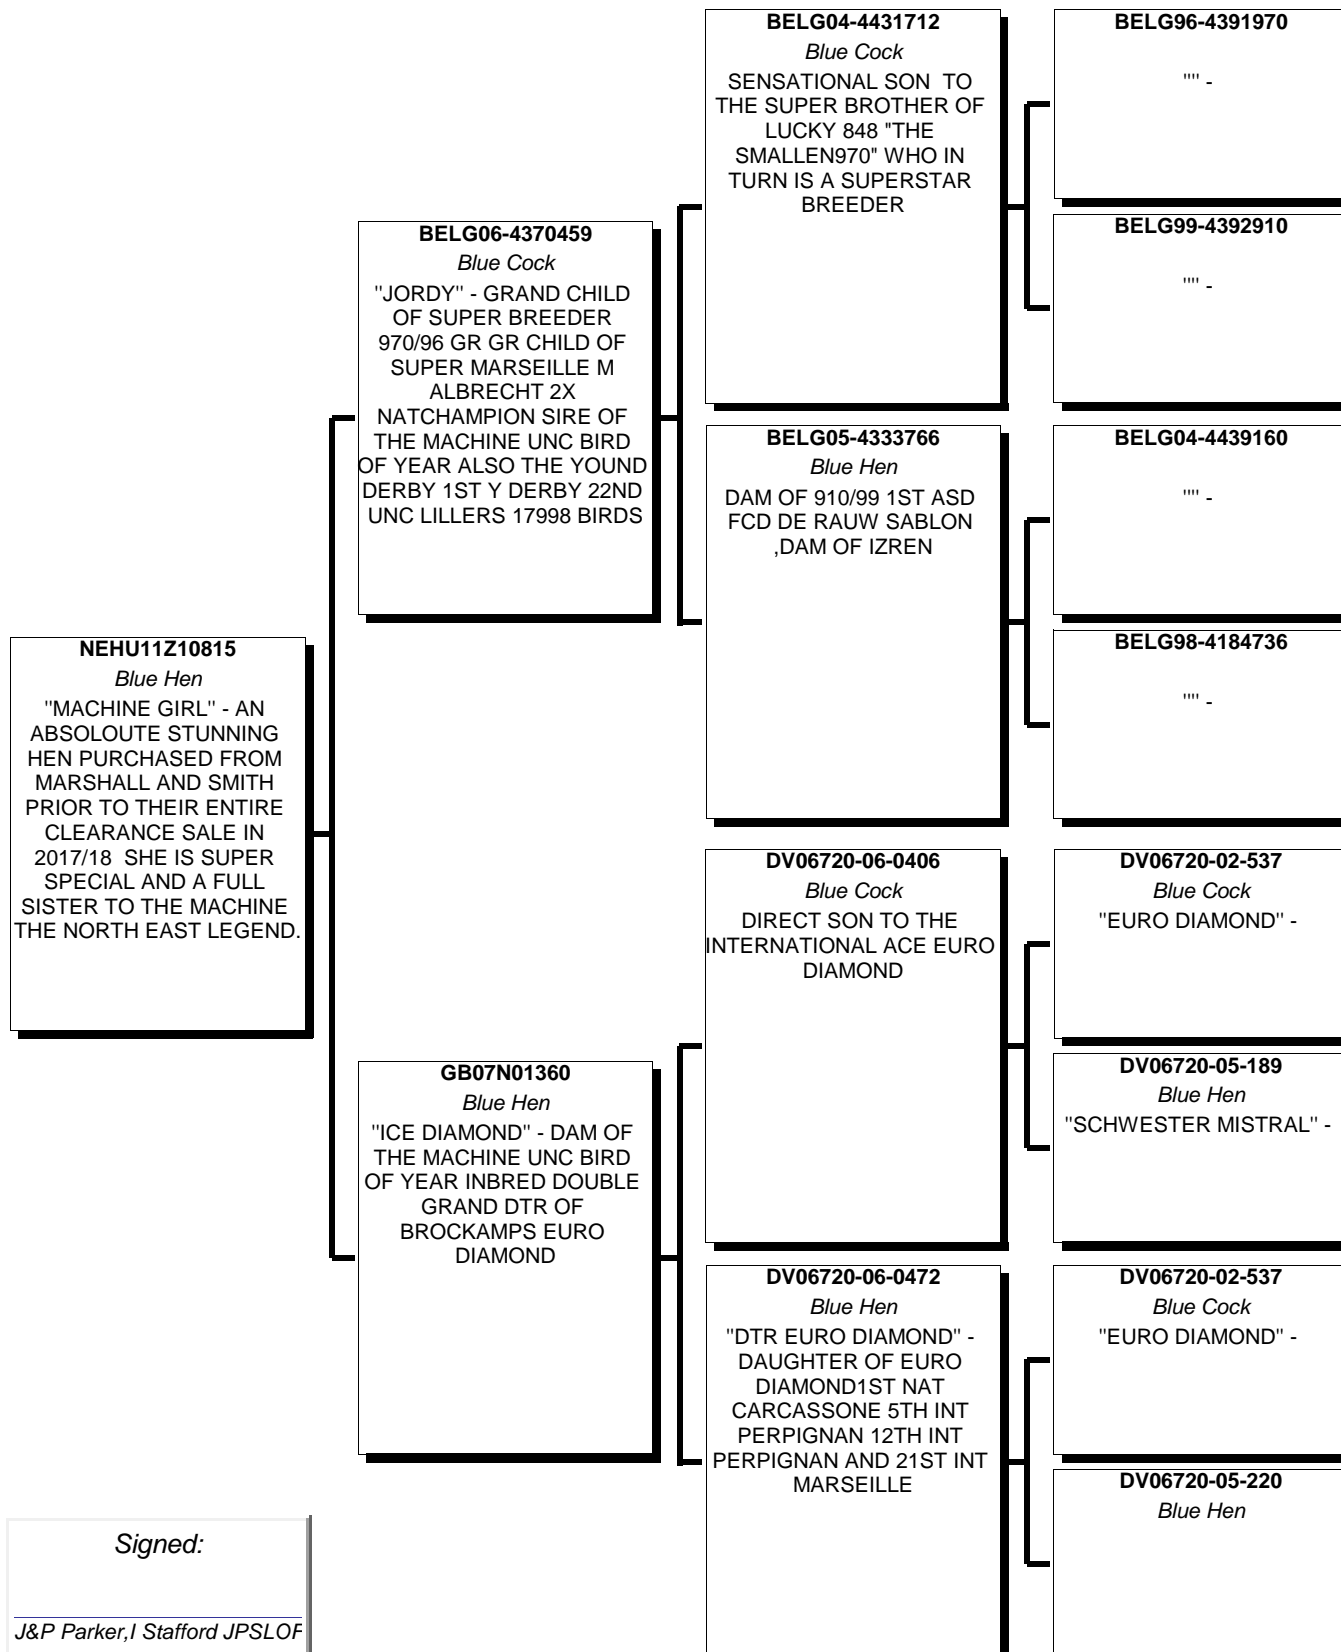 NEHU11Z10815
Blue Hen
"MACHINE GIRL" - AN
ABSOLOUTE STUNNING
HEN PURCHASED FROM
MARSHALL AND SMITH
PRIOR TO THEIR ENTIRE
CLEARANCE SALE IN
2017/18 SHE IS SUPER
SPECIAL AND A FULL
SISTER TO THE MACHINE
THE NORTH EAST LEGEND.
BELG06-4370459
Blue Cock
"JORDY" - GRAND CHILD
OF SUPER BREEDER
970/96 GR GR CHILD OF
SUPER MARSEILLE M
ALBRECHT 2X
NATCHAMPION SIRE OF
THE MACHINE UNC BIRD
OF YEAR ALSO THE YOUND
DERBY 1ST Y DERBY 22ND
UNC LILLERS 17998 BIRDS
GB07N01360
Blue Hen
"ICE DIAMOND" - DAM OF
THE MACHINE UNC BIRD
OF YEAR INBRED DOUBLE
GRAND DTR OF
BROCKAMPS EURO
DIAMOND
BELG04-4431712
Blue Cock
SENSATIONAL SON TO
THE SUPER BROTHER OF
LUCKY 848 "THE
SMALLEN970" WHO IN
TURN IS A SUPERSTAR
BREEDER
BELG05-4333766
Blue Hen
DAM OF 910/99 1ST ASD
FCD DE RAUW SABLON
,DAM OF IZREN
DV06720-06-0406
Blue Cock
DIRECT SON TO THE
INTERNATIONAL ACE EURO
DIAMOND
DV06720-06-0472
Blue Hen
"DTR EURO DIAMOND" -
DAUGHTER OF EURO
DIAMOND1ST NAT
CARCASSONE 5TH INT
PERPIGNAN 12TH INT
PERPIGNAN AND 21ST INT
MARSEILLE
BELG96-4391970
"" -
BELG99-4392910
"" -
BELG04-4439160
"" -
BELG98-4184736
"" -
DV06720-02-537
Blue Cock
"EURO DIAMOND" -
DV06720-05-189
Blue Hen
"SCHWESTER MISTRAL" -
DV06720-02-537
Blue Cock
"EURO DIAMOND" -
DV06720-05-220
Blue Hen
Signed:
J&P Parker,I Stafford JPSLOF